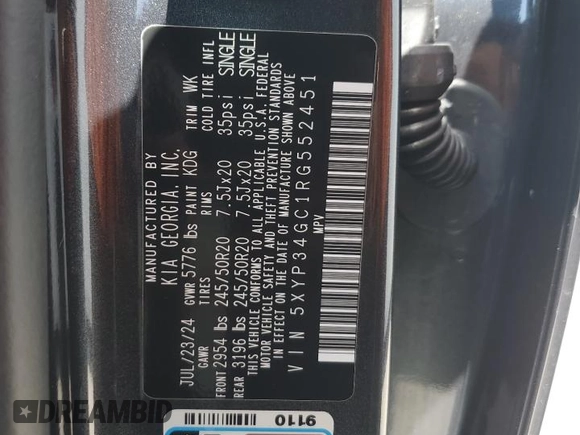 MANUFACTURED BY
KIA GEORGIA, INC.
JUL/23/24 GVWR 5776 lbs PAINT KDG TRIM WK
GAWR TIRES RIMS COLD TIRE INFL
FRONT 2954 lbs 245/50R20 7.5Jx20 35psi SINGLE
REAR 3196 lbs 245/50R20 7.5Jx20 35psi SINGLE
THIS VEHICLE CONFORMS TO ALL APPLICABLE U.S.A. FEDERAL
MOTOR VEHICLE SAFETY AND THEFT PREVENTION STANDARDS
IN EFFECT ON THE DATE OF MANUFACTURE SHOWN ABOVE
VIN 5XYP34GC1RG552451
MPV
9110
DREAMBID